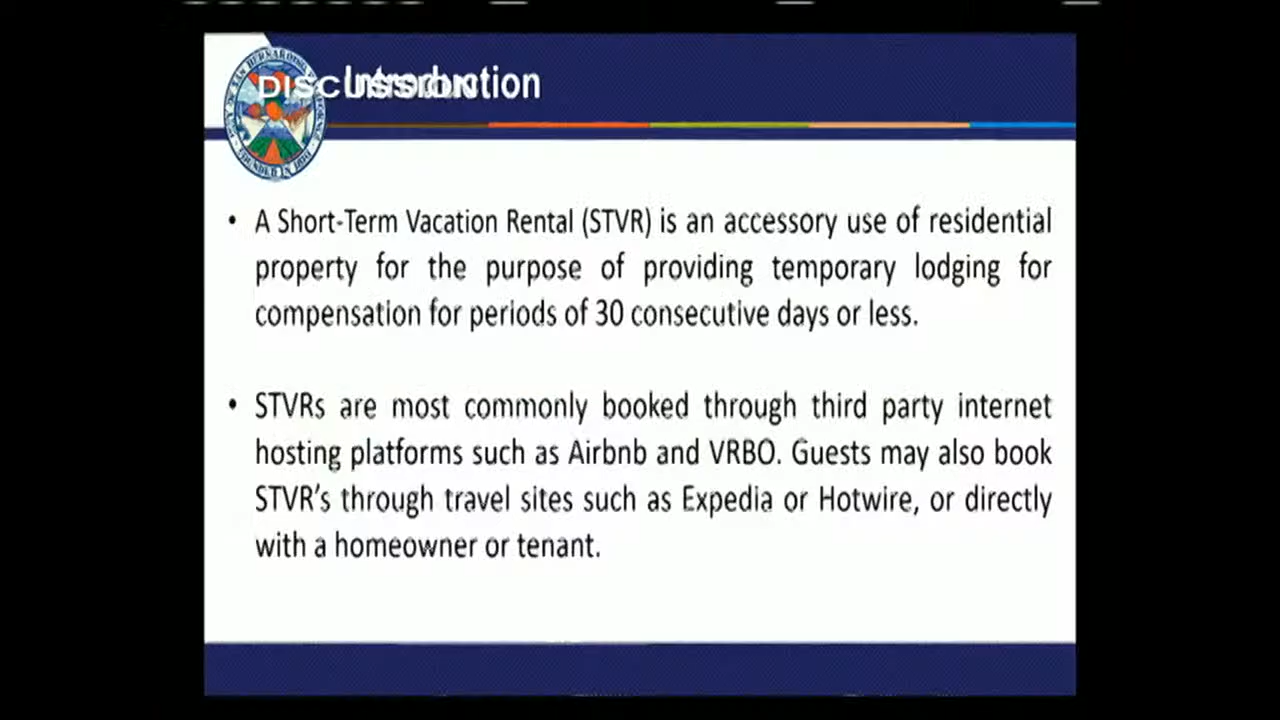 DISCUSSION
Introduction
• A Short-Term Vacation Rental (STVR) is an accessory use of residential
property for the purpose of providing temporary lodging for
compensation for periods of 30 consecutive days or less.
• STVRs are most commonly booked through third party internet
hosting platforms such as Airbnb and VRBO. Guests may also book
STVR's through travel sites such as Expedia or Hotwire, or directly
with a homeowner or tenant.